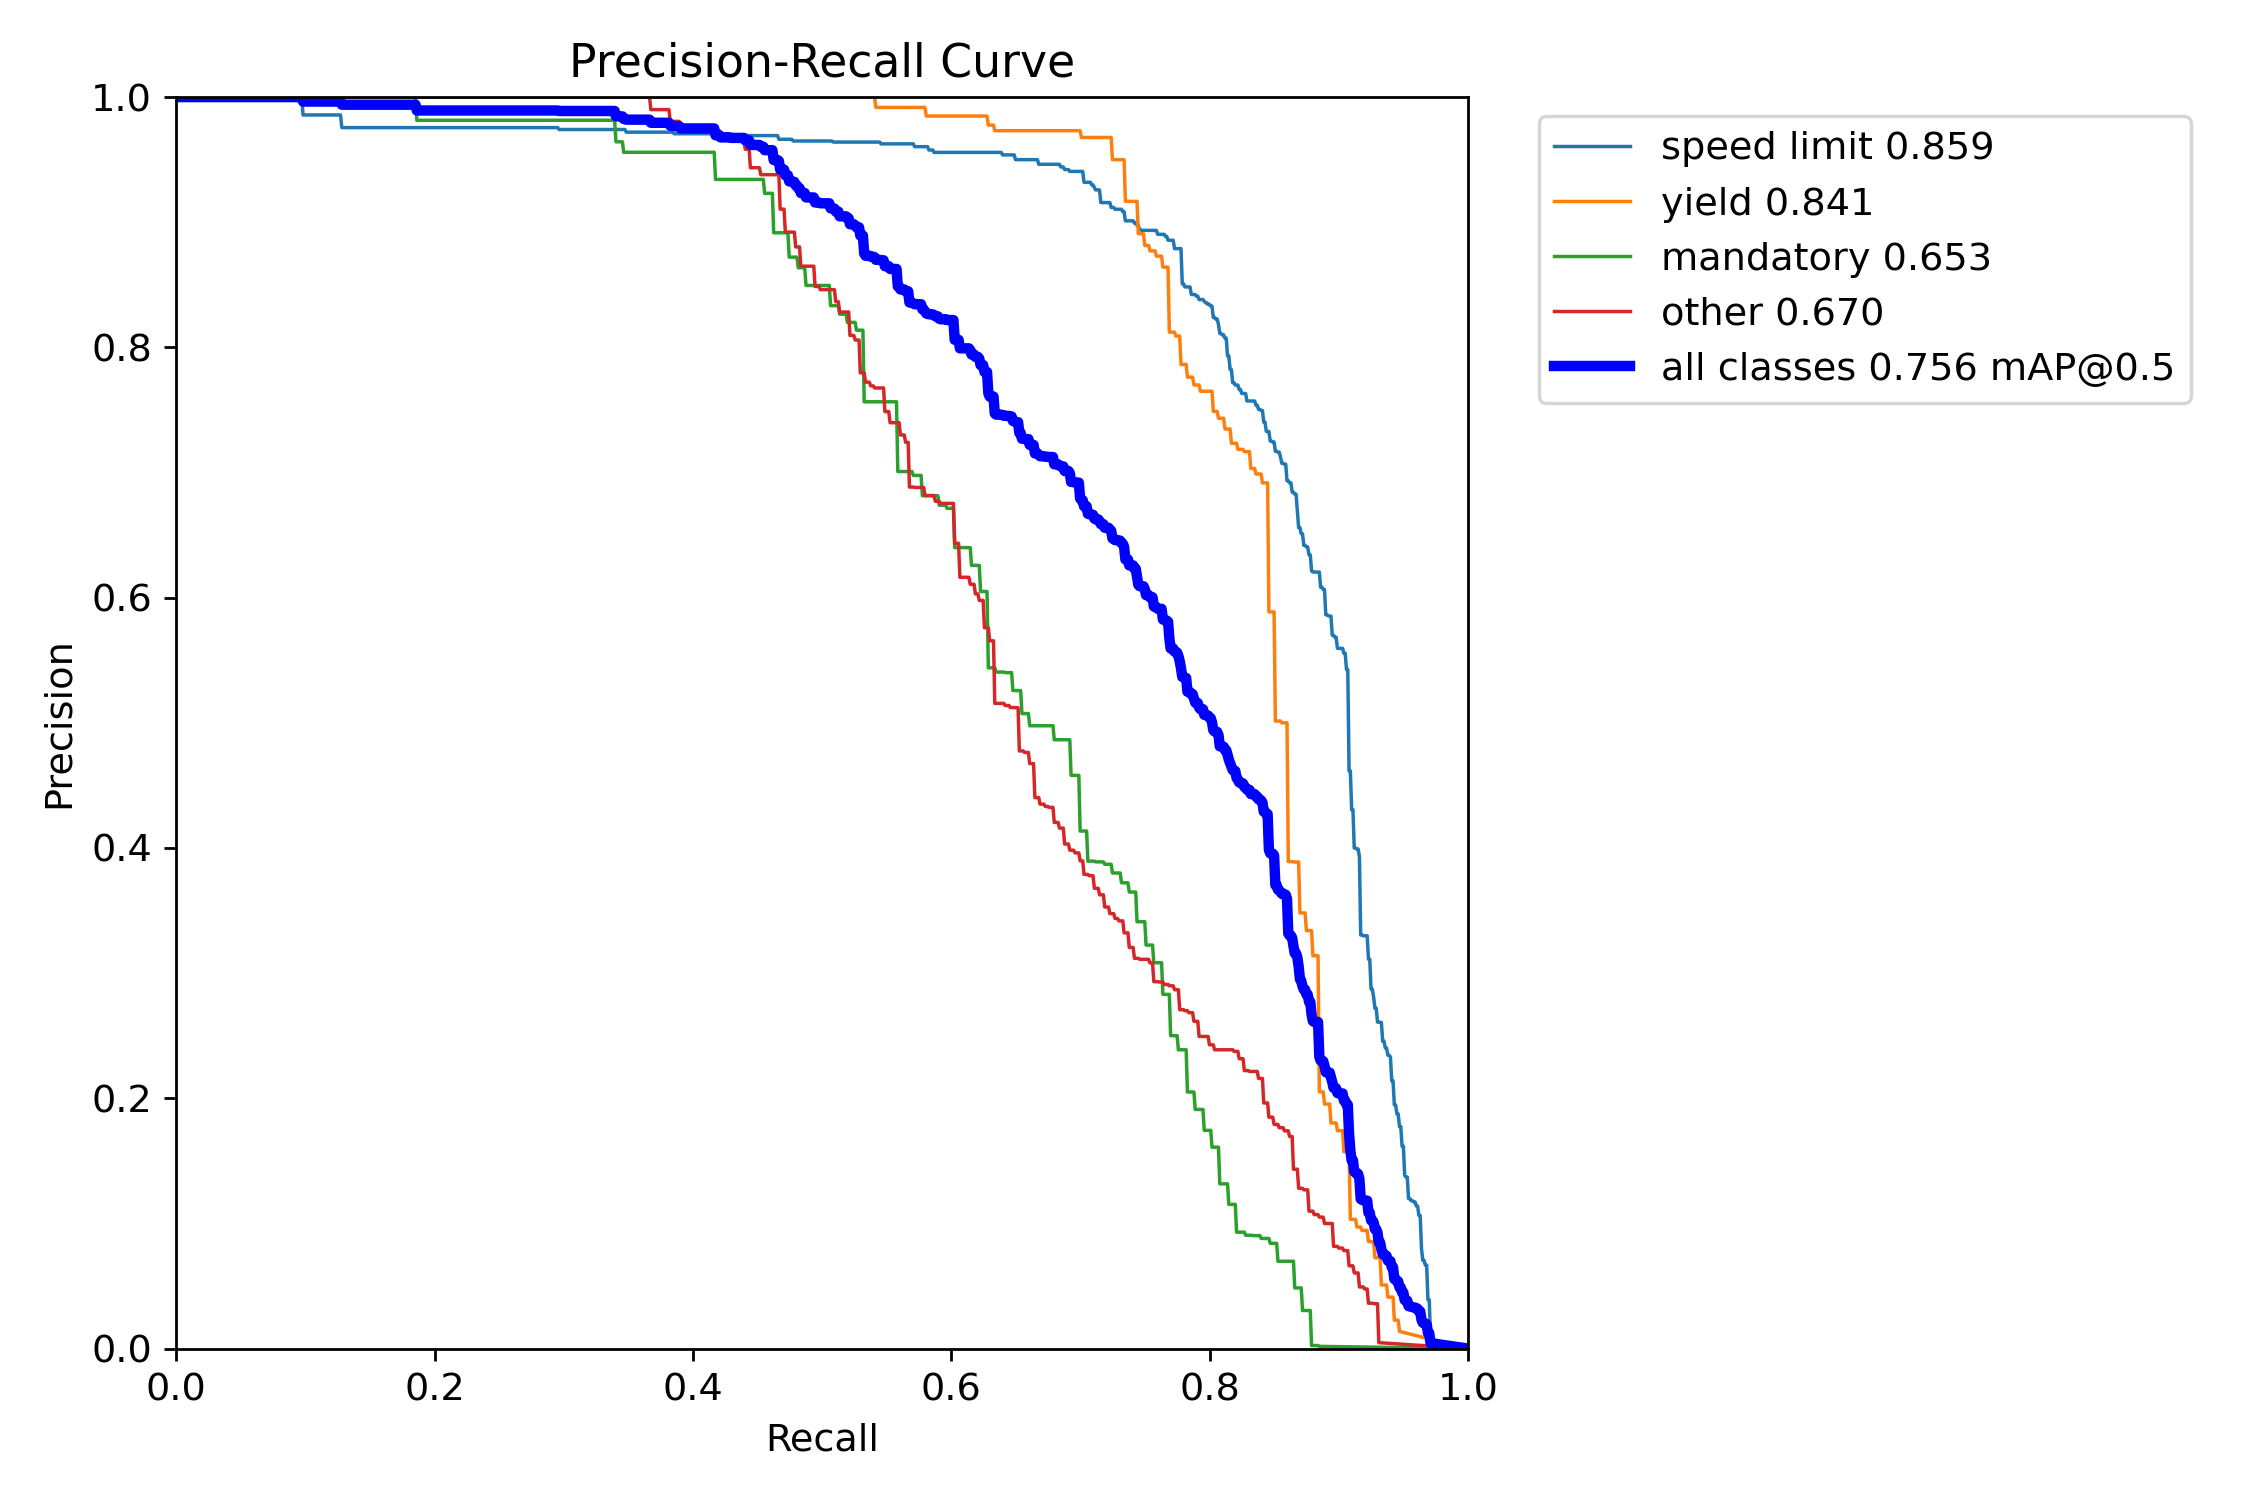 Precision-Recall Curve
1.0
0.8
0.6
0.4
0.2
0.0
Precision
0.0 0.2 0.4 0.6 0.8 1.0
Recall
speed limit 0.859
yield 0.841
mandatory 0.653
other 0.670
all classes 0.756 mAP@0.5